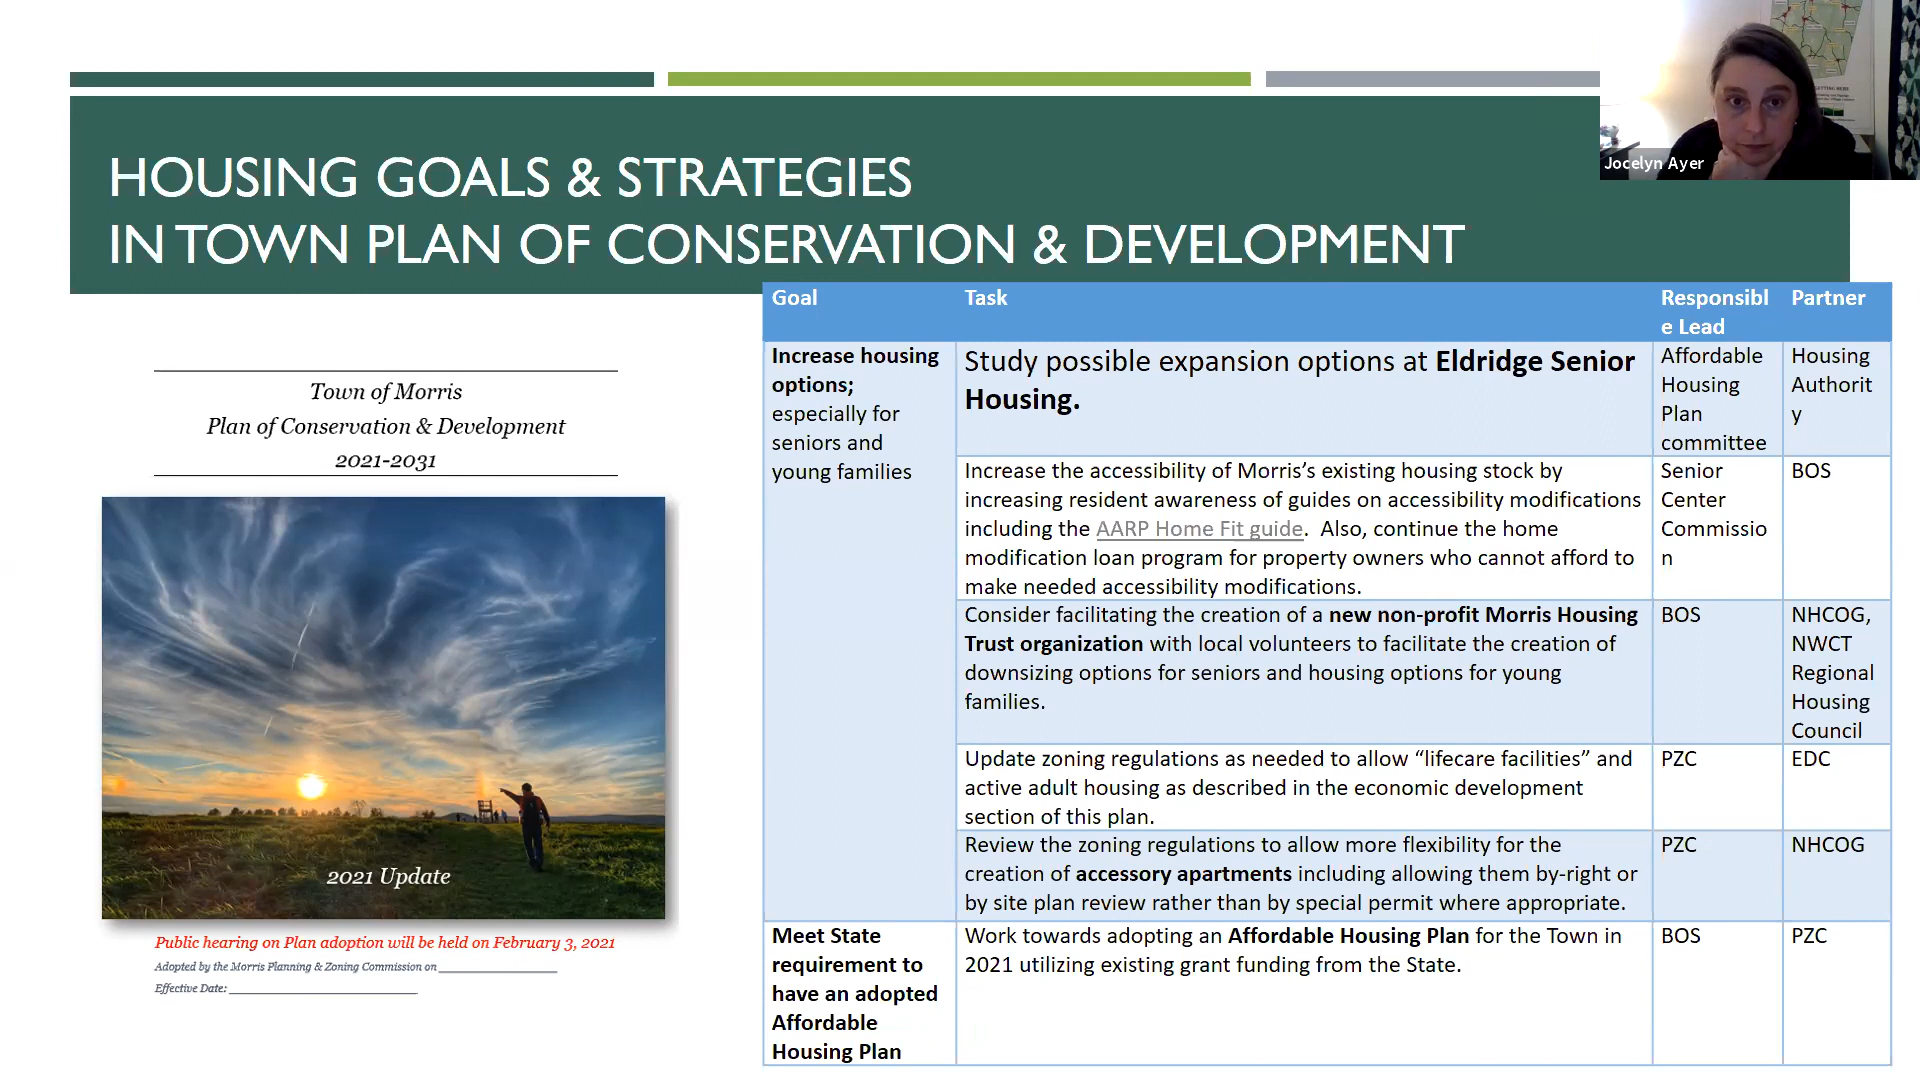 HOUSING GOALS & STRATEGIES
IN TOWN PLAN OF CONSERVATION & DEVELOPMENT
Jocelyn Ayer
Town of Morris
Plan of Conservation & Development
2021-2031
2021 Update
Public hearing on Plan adoption will be held on February 3, 2021
Adopted by the Morris Planning & Zoning Commission on ____________________
Effective Date: ________________________________
Goal
Task
Responsibl
e Lead
Partner
Increase housing
options;
especially for
seniors and
young families
Study possible expansion options at Eldridge Senior
Housing.
Affordable
Housing
Plan
committee
Housing
Authorit
y
Increase the accessibility of Morris’s existing housing stock by
increasing resident awareness of guides on accessibility modifications
including the AARP Home Fit guide.  Also, continue the home
modification loan program for property owners who cannot afford to
make needed accessibility modifications.
Senior
Center
Commissio
n
BOS
Consider facilitating the creation of a new non-profit Morris Housing
Trust organization with local volunteers to facilitate the creation of
downsizing options for seniors and housing options for young
families.
BOS
NHCOG,
NWCT
Regional
Housing
Council
Update zoning regulations as needed to allow “lifecare facilities” and
active adult housing as described in the economic development
section of this plan.
PZC
EDC
Review the zoning regulations to allow more flexibility for the
creation of accessory apartments including allowing them by-right or
by site plan review rather than by special permit where appropriate.
PZC
NHCOG
Meet State
requirement to
have an adopted
Affordable
Housing Plan
Work towards adopting an Affordable Housing Plan for the Town in
2021 utilizing existing grant funding from the State.
BOS
PZC